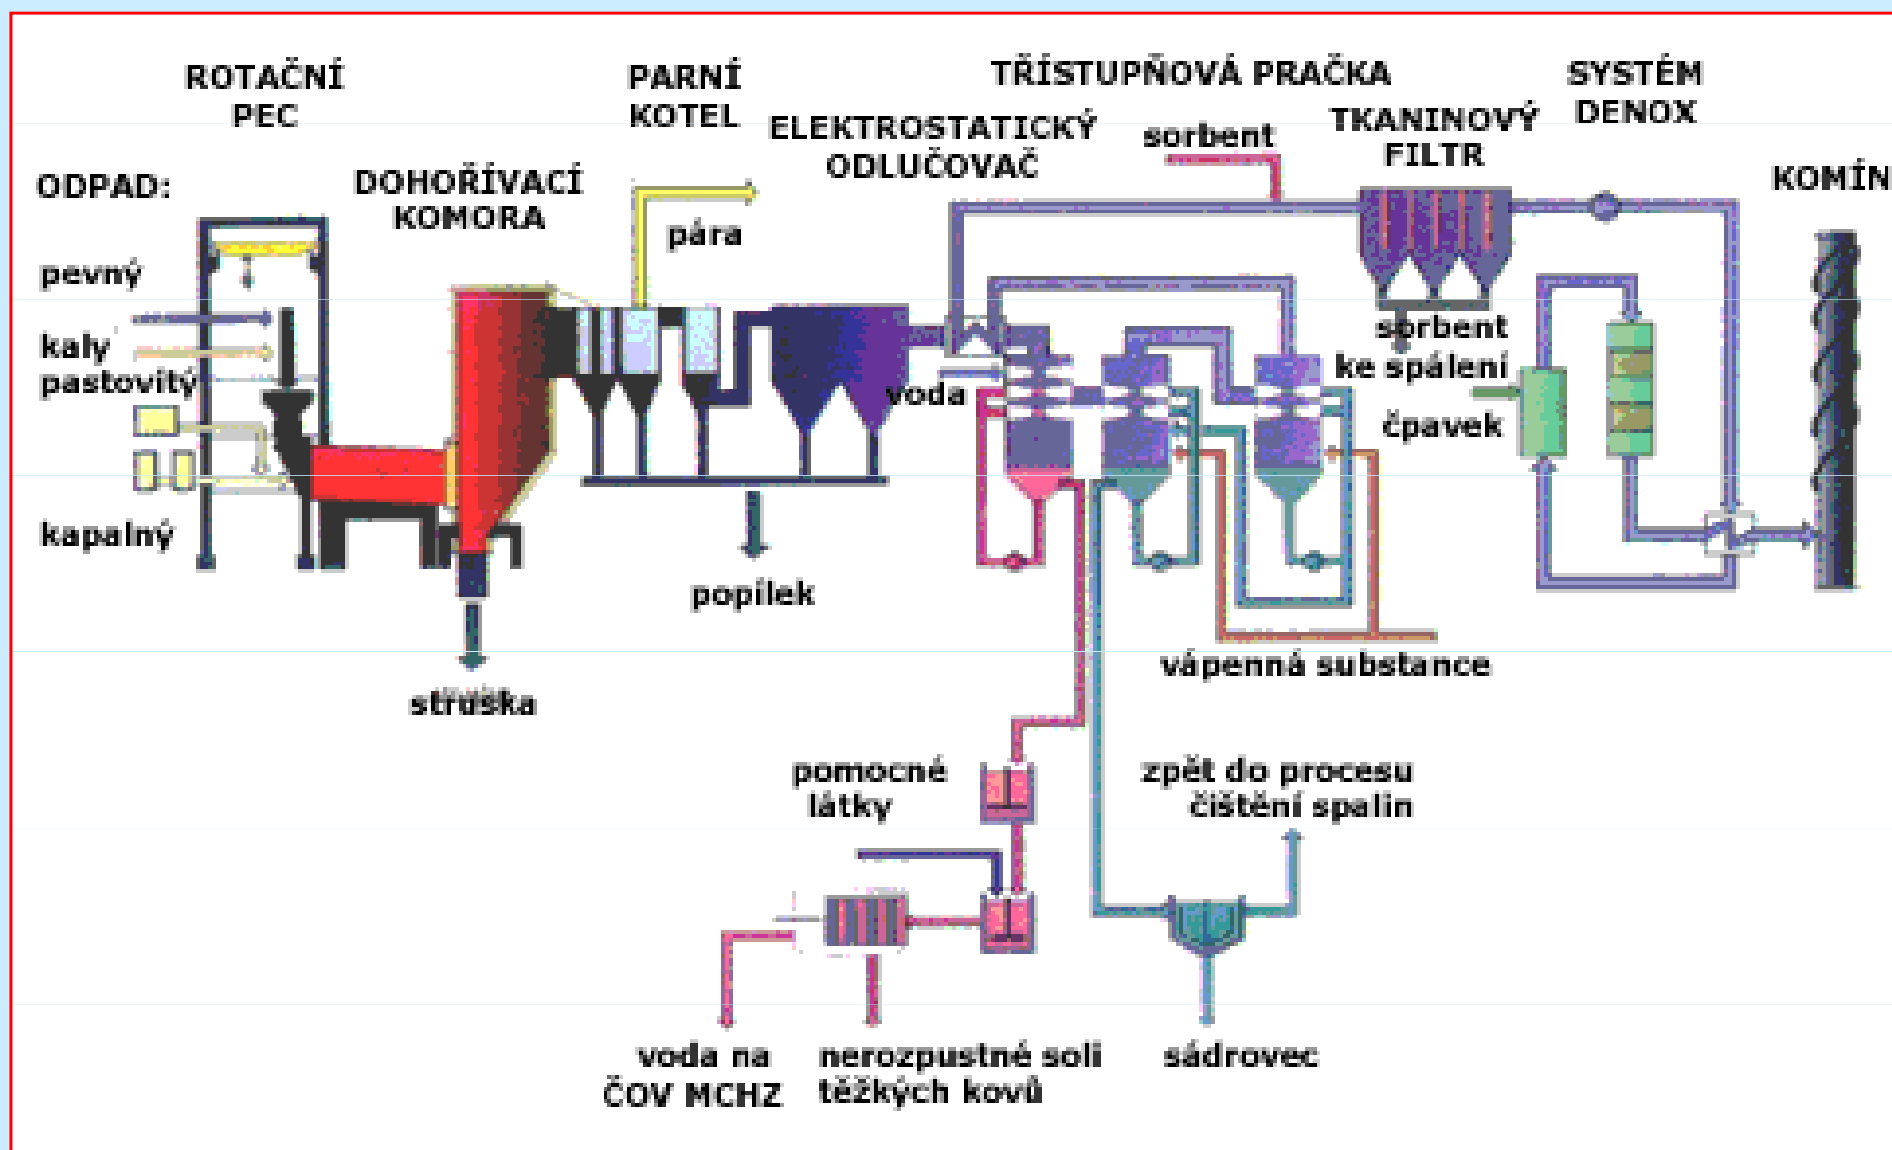 ROTAČNÍ
PEC
PARNÍ
KOTEL
TŘÍSTUPŇOVÁ PRAČKA
SYSTÉM
DENOX
ELEKTROSTATICKÝ
ODLUČOVAČ
sorbent
TKANINOVÝ
FILTR
KOMÍN
ODPAD:
DOHOŘÍVACÍ
KOMORA
pára
pevný
kaly
pastovitý
kapalný
voda
sorbent
ke spálení
čpavek
popílek
struska
vápenná substance
pomocné
látky
zpět do procesu
čištění spalin
voda na
ČOV MCHZ
nerozpustné soli
těžkých kovů
sádrovec